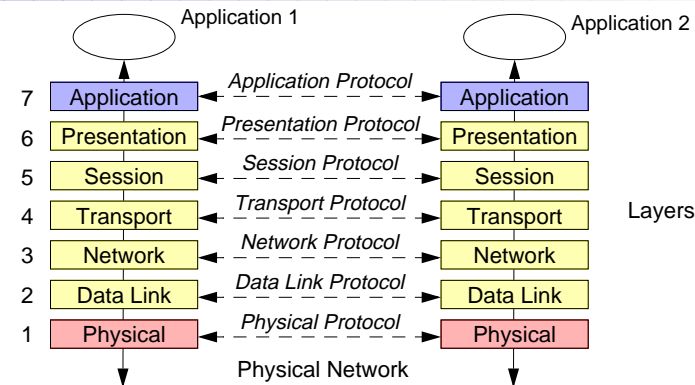 Application 1
Application 2
7 Application Application Protocol Application
6 Presentation Presentation Protocol Presentation
5 Session Session Protocol Session
4 Transport Transport Protocol Transport Layers
3 Network Network Protocol Network
2 Data Link Data Link Protocol Data Link
1 Physical Physical Protocol Physical
Physical Network